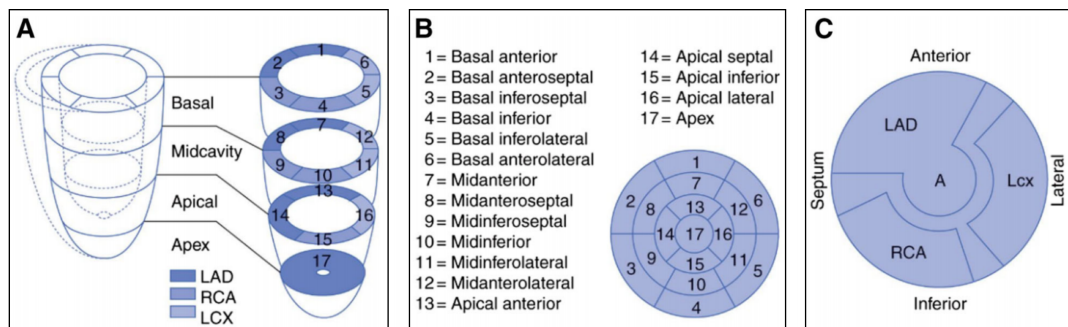 A
1
2
6
3
5
4
Basal
7
8
12
Midcavity
9
11
10
13
Apical
14
16
15
Apex
17
LAD
RCA
LCX
B
1 = Basal anterior
2 = Basal anteroseptal
3 = Basal inferoseptal
4 = Basal inferior
5 = Basal inferolateral
6 = Basal anterolateral
7 = Midanterior
8 = Midanteroseptal
9 = Midinferoseptal
10 = Midinferior
11 = Midinferolateral
12 = Midanterolateral
13 = Apical anterior
14 = Apical septal
15 = Apical inferior
16 = Apical lateral
17 = Apex
1
7
2
8
13
12
6
14
17
16
3
9
15
11
5
10
4
C
Anterior
LAD
Septum
A
Lcx
Lateral
RCA
Inferior